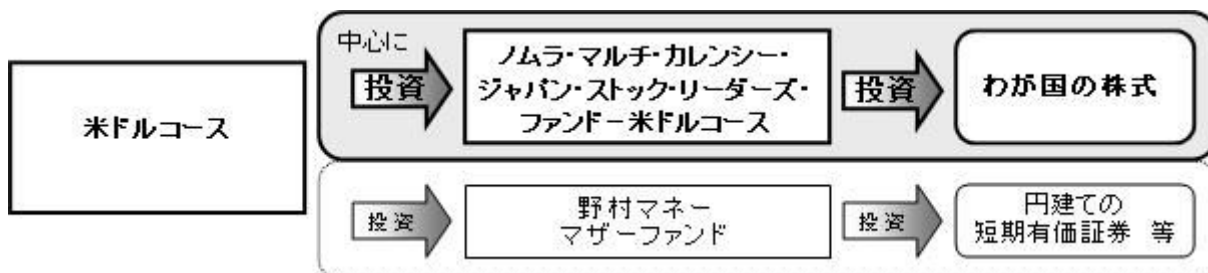 米ドルコース
中心に
投資
ノムラ・マルチ・カレンシー・
ジャパン・ストック・リーダーズ・
ファンドー米ドルコース
投資
わが国の株式
投資
野村マネー
マザーファンド
投資
円建ての
短期有価証券 等